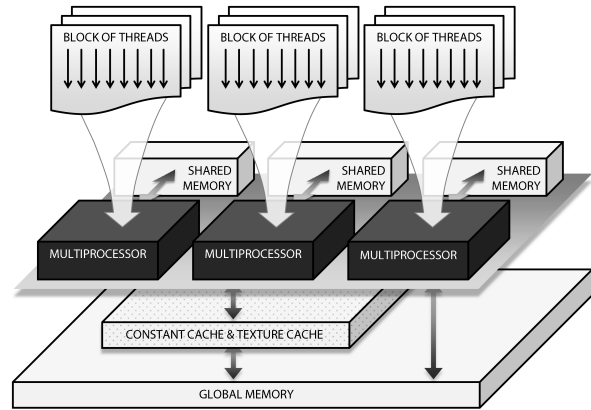 BLOCK OF THREADS
BLOCK OF THREADS
BLOCK OF THREADS
SHARED
MEMORY
SHARED
MEMORY
SHARED
MEMORY
MULTIPROCESSOR
MULTIPROCESSOR
MULTIPROCESSOR
CONSTANT CACHE & TEXTURE CACHE
GLOBAL MEMORY